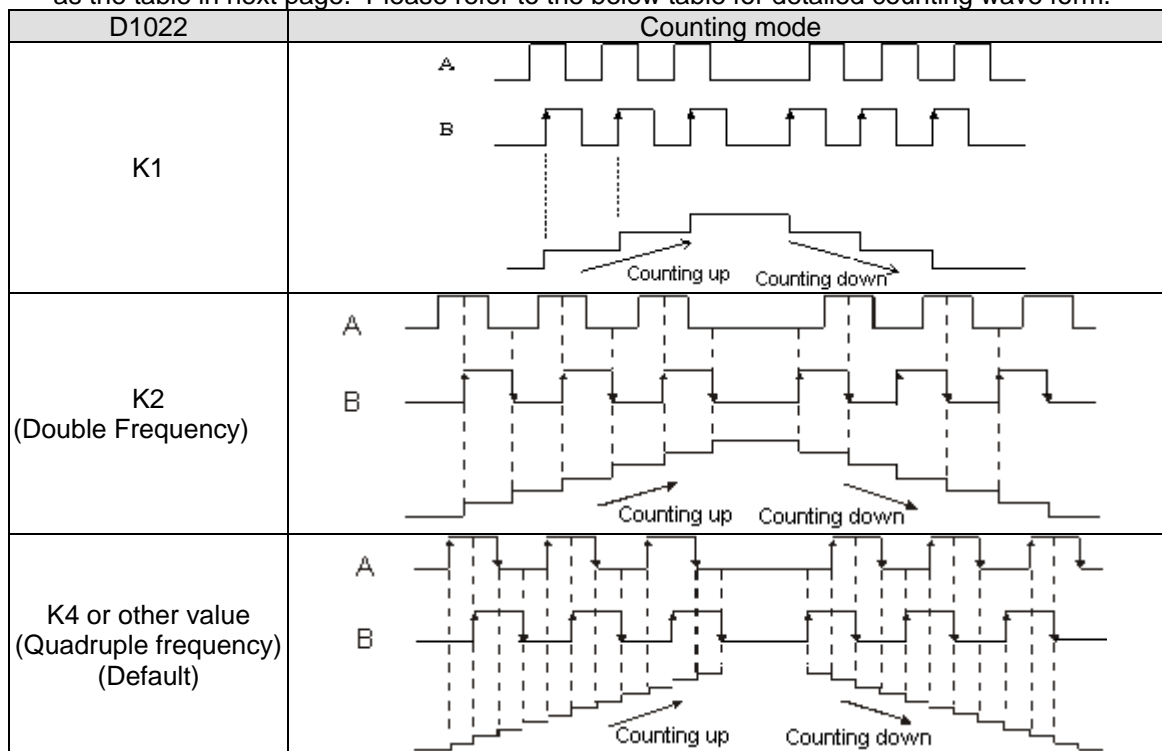 as the table in next page. Please refer to the below table for detailed counting wave form.
D1022
Counting mode
K1
A
B
Counting up
Counting down
K2
(Double Frequency)
A
B
Counting up
Counting down
K4 or other value
(Quadruple frequency)
(Default)
A
B
Counting up
Counting down